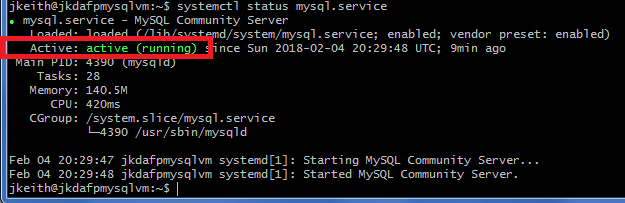 jkeith@jkdafpmysqlvm:~$ systemctl status mysql.service
● mysql.service - MySQL Community Server
Loaded: loaded (/lib/systemd/system/mysql.service; enabled; vendor preset: enabled)
Active: active (running) since Sun 2018-02-04 20:29:48 UTC; 9min ago
Main PID: 4390 (mysqld)
Tasks: 28
Memory: 140.5M
CPU: 420ms
CGroup: /system.slice/mysql.service
└─4390 /usr/sbin/mysqld
Feb 04 20:29:47 jkdafpmysqlvm systemd[1]: Starting MySQL Community Server...
Feb 04 20:29:48 jkdafpmysqlvm systemd[1]: Started MySQL Community Server.
jkeith@jkdafpmysqlvm:~$